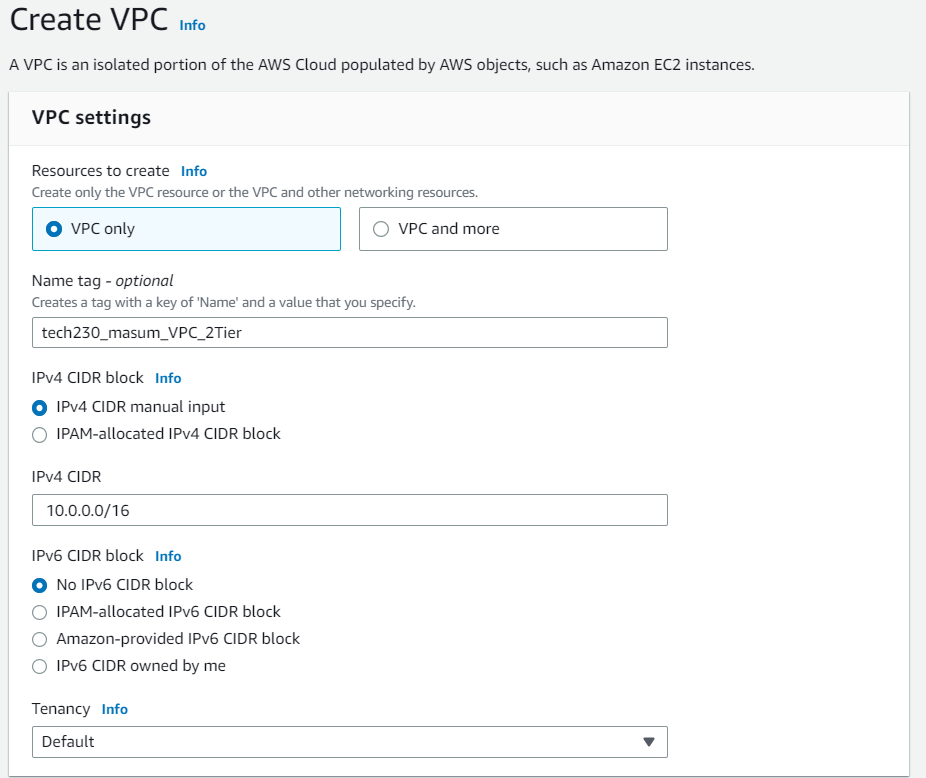 Create VPC Info
A VPC is an isolated portion of the AWS Cloud populated by AWS objects, such as Amazon EC2 instances.
VPC settings
Resources to create Info
Create only the VPC resource or the VPC and other networking resources.
VPC only VPC and more
Name tag - optional
Creates a tag with a key of 'Name' and a value that you specify.
tech230_masum_VPC_2Tier
IPv4 CIDR block Info
IPv4 CIDR manual input
IPAM-allocated IPv4 CIDR block
IPv4 CIDR
10.0.0.0/16
IPv6 CIDR block Info
No IPv6 CIDR block
IPAM-allocated IPv6 CIDR block
Amazon-provided IPv6 CIDR block
IPv6 CIDR owned by me
Tenancy Info
Default